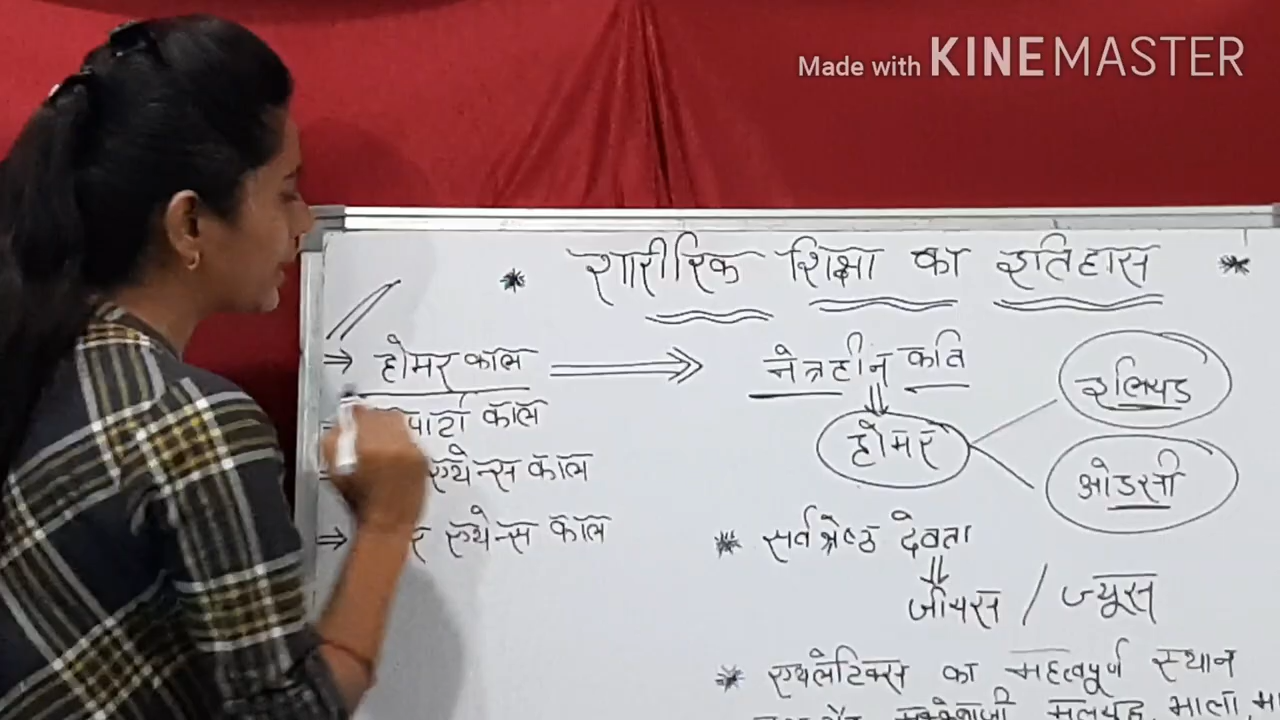 Made with KINEMASTER
* शारीरिक शिक्षा का इतिहास *
⇒ होमर काल ⇒ नेत्रहीन कवि
इलियड
पार्टा काल
होमर
ओडसी
एथेन्स काल
⇒ र एथेन्स काल
* सर्वश्रेष्ठ देवता
जीयस / ज्यूस
* एथलेटिक्स का महत्वपूर्ण स्थान
मुक्केबाजी मलयुद्ध, भाला,